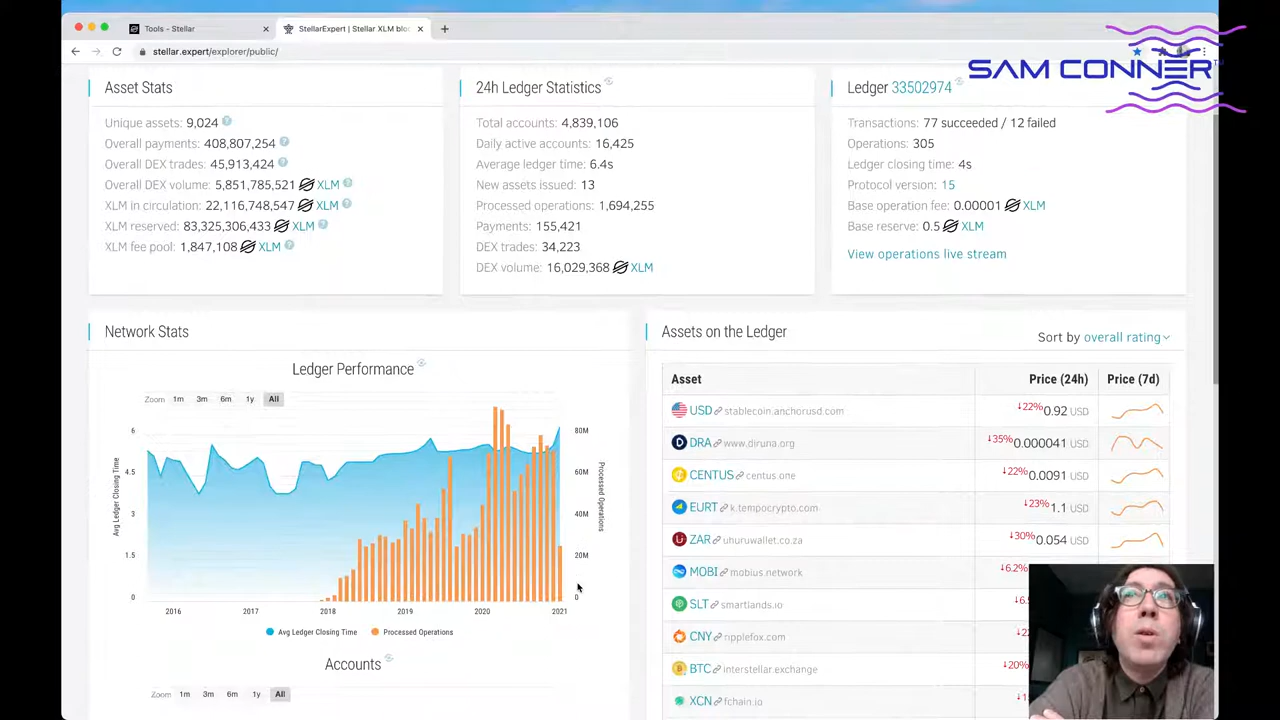 Tools - Stellar
StellarExpert | Stellar XLM blo
stellar.expert/explorer/public/
SAM CONNER
Asset Stats
Unique assets: 9,024
Overall payments: 408,807,254
Overall DEX trades: 45,913,424
Overall DEX volume: 5,851,785,521 XLM
XLM in circulation: 22,116,748,547 XLM
XLM reserved: 83,325,306,433 XLM
XLM fee pool: 1,847,108 XLM
24h Ledger Statistics
Total accounts: 4,839,106
Daily active accounts: 16,425
Average ledger time: 6.4s
New assets issued: 13
Processed operations: 1,694,255
Payments: 155,421
DEX trades: 34,223
DEX volume: 16,029,368 XLM
Ledger 33502974
Transactions: 77 succeeded / 12 failed
Operations: 305
Ledger closing time: 4s
Protocol version: 15
Base operation fee: 0.00001 XLM
Base reserve: 0.5 XLM
View operations live stream
Network Stats
Ledger Performance
Zoom 1m 3m 6m 1y All
6
4.5
3
1.5
0
Avg Ledger Closing Time
80M
60M
40M
20M
0
Processed Operations
2016 2017 2018 2019 2020 2021
Avg Ledger Closing Time Processed Operations
Accounts
Zoom 1m 3m 6m 1y All
Assets on the Ledger
Sort by overall rating
Asset Price (24h) Price (7d)
USD stablecoin.anchorusd.com ↓22% 0.92 USD
DRA www.diruna.org ↓35% 0.000041 USD
CENTUS centus.one ↓22% 0.0091 USD
EURT k.tempocrypto.com ↓23% 1.1 USD
ZAR uhuruwallet.co.za ↓30% 0.054 USD
MOBI mobius.network ↓6.2%
SLT smartlands.io
CNY ripplefox.com
BTC interstellar.exchange ↓20%
XCN fchain.io